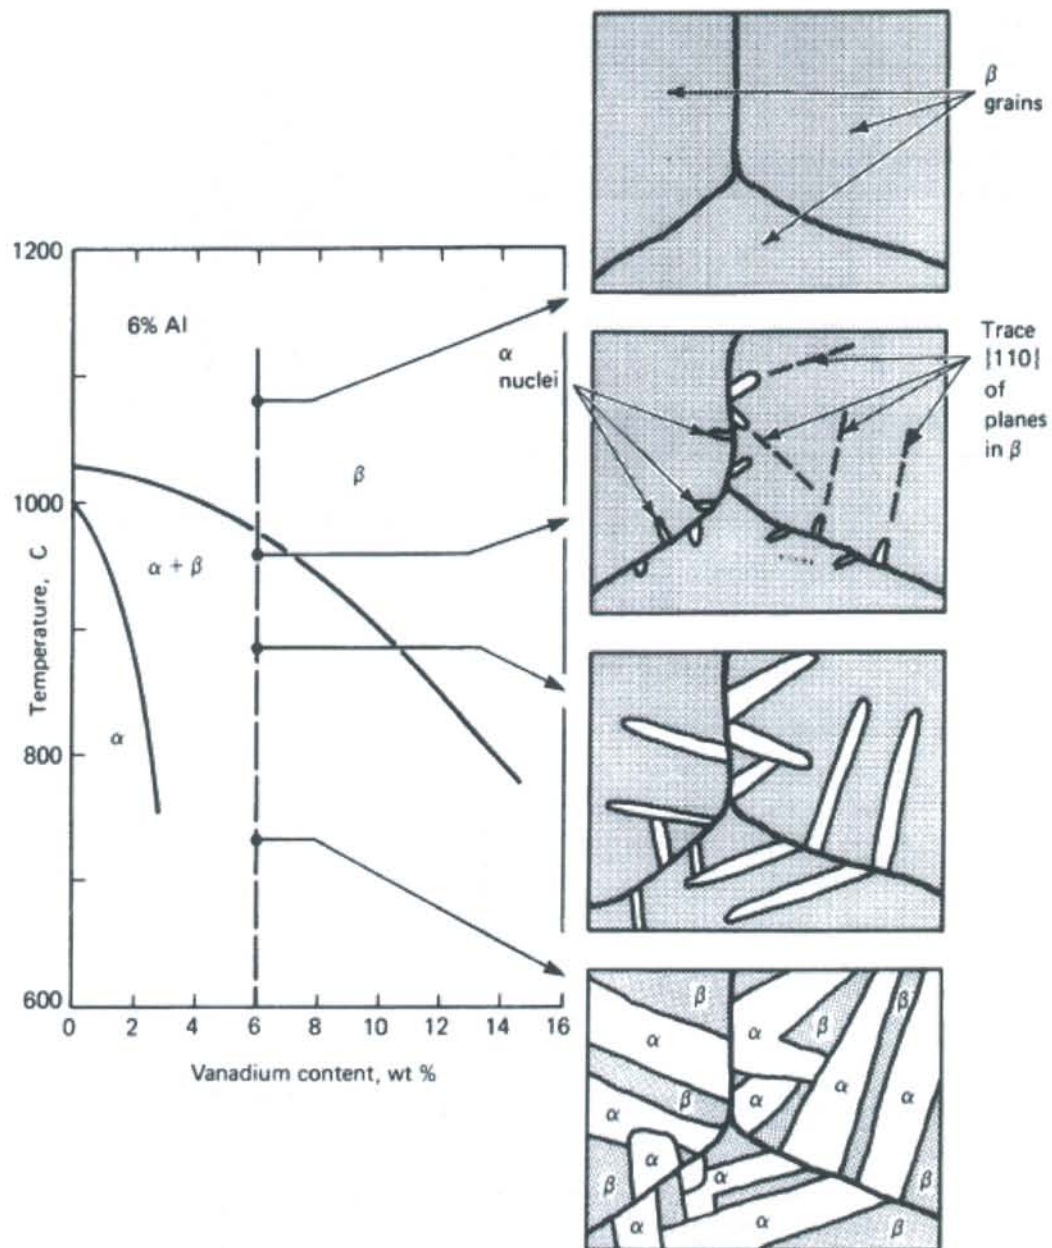 β
grains
1200
6% Al
α
nuclei
Trace
{110}
of
planes
in β
β
1000
α + β
Temperature, C
800
α
600
0 2 4 6 8 10 12 14 16
Vanadium content, wt %
β
α
β
β
α
β
α
α
α
α
α
β
α
β
α
α
β